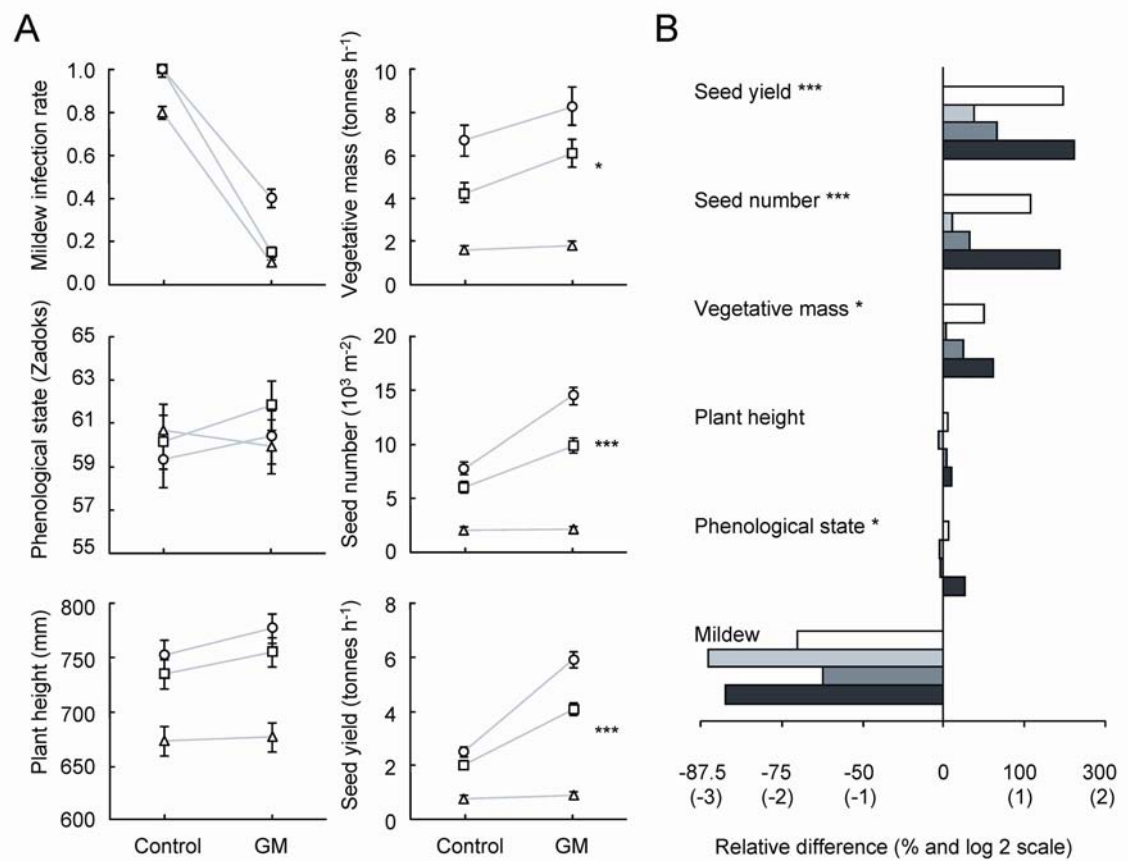 A
Mildew infection rate
1.0
0.8
0.6
0.4
0.2
0.0
Vegetative mass (tonnes h-1)
10
8
6
4
2
0
*
Phenological state (Zadoks)
65
63
61
59
57
55
Seed number (10³ m-2)
20
15
10
5
0
***
Plant height (mm)
800
750
700
650
600
Control GM
Seed yield (tonnes h-1)
8
6
4
2
0
***
Control GM
B
Seed yield ***
Seed number ***
Vegetative mass *
Plant height
Phenological state *
Mildew
-87.5 -75 -50 0 100 300
(-3) (-2) (-1) (1) (2)
Relative difference (% and log 2 scale)